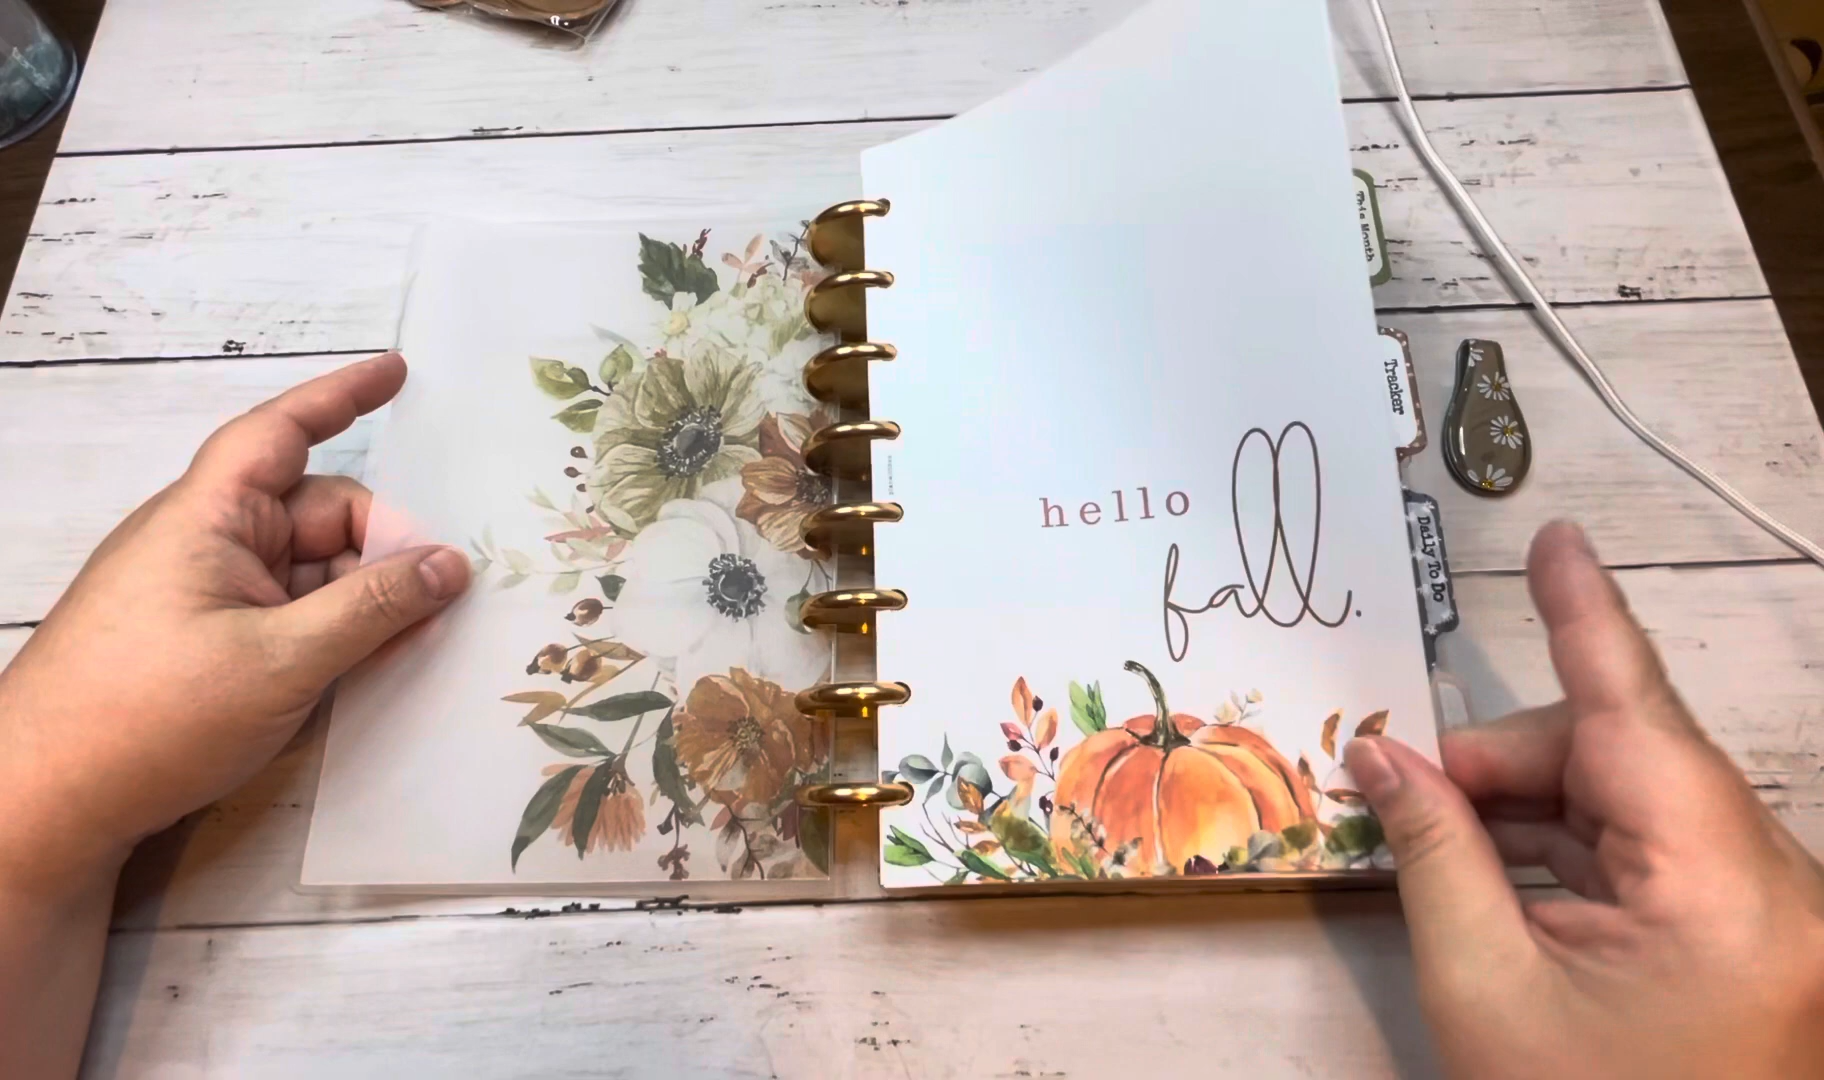 hello
fall.
This Month
Tracker
Daily To Do